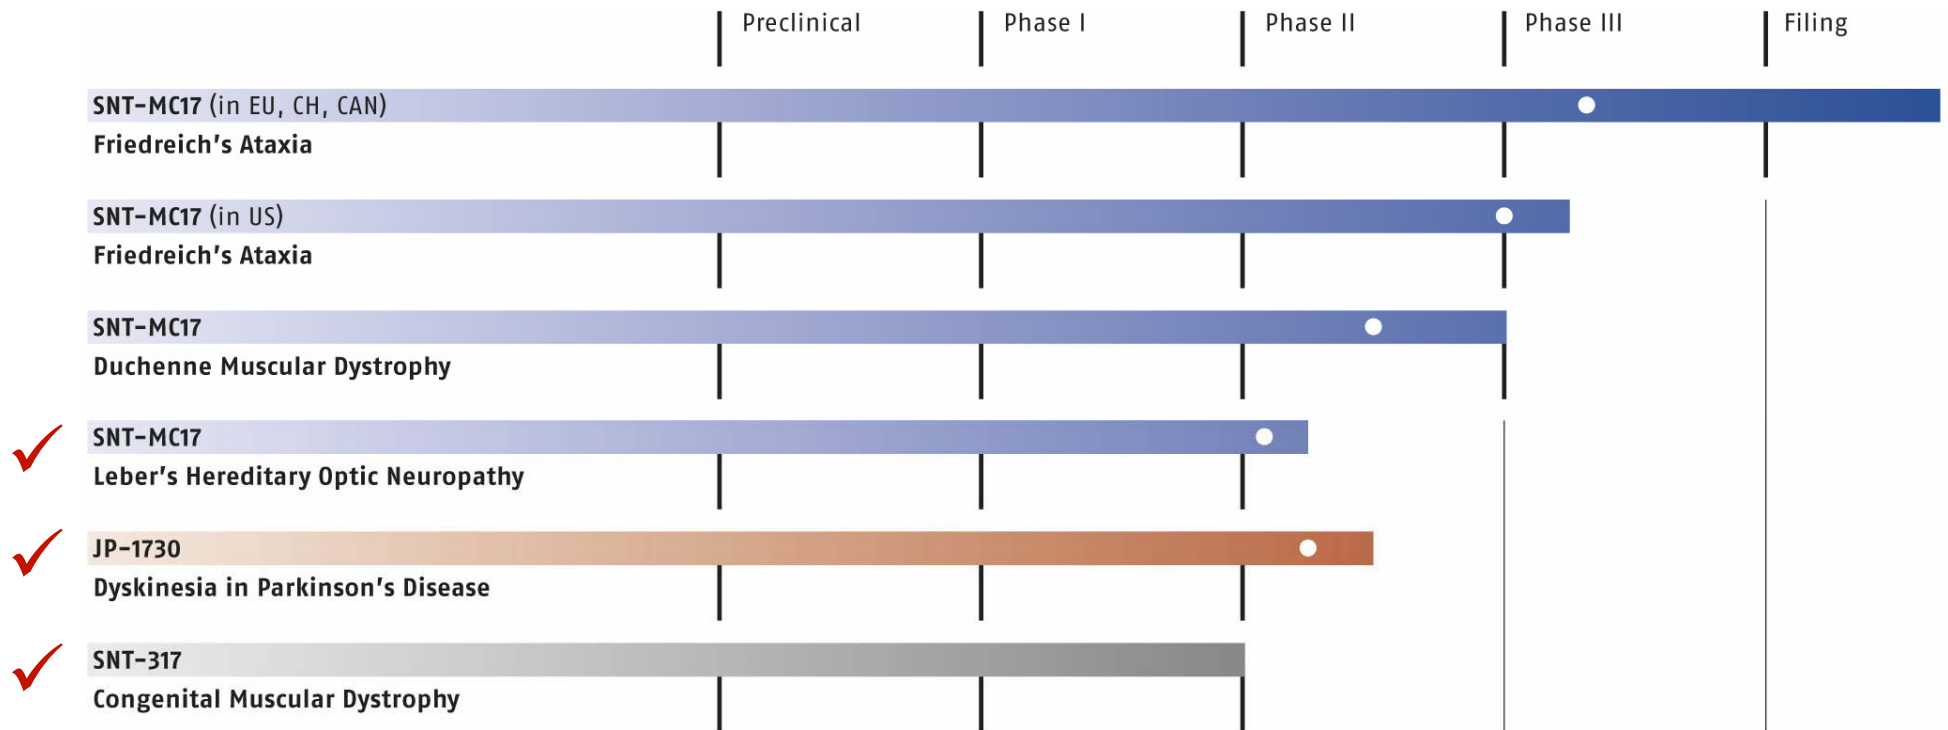 Preclinical Phase I Phase II Phase III Filing
SNT-MC17 (in EU, CH, CAN)
Friedreich's Ataxia
SNT-MC17 (in US)
Friedreich's Ataxia
SNT-MC17
Duchenne Muscular Dystrophy
SNT-MC17
Leber's Hereditary Optic Neuropathy
JP-1730
Dyskinesia in Parkinson's Disease
SNT-317
Congenital Muscular Dystrophy